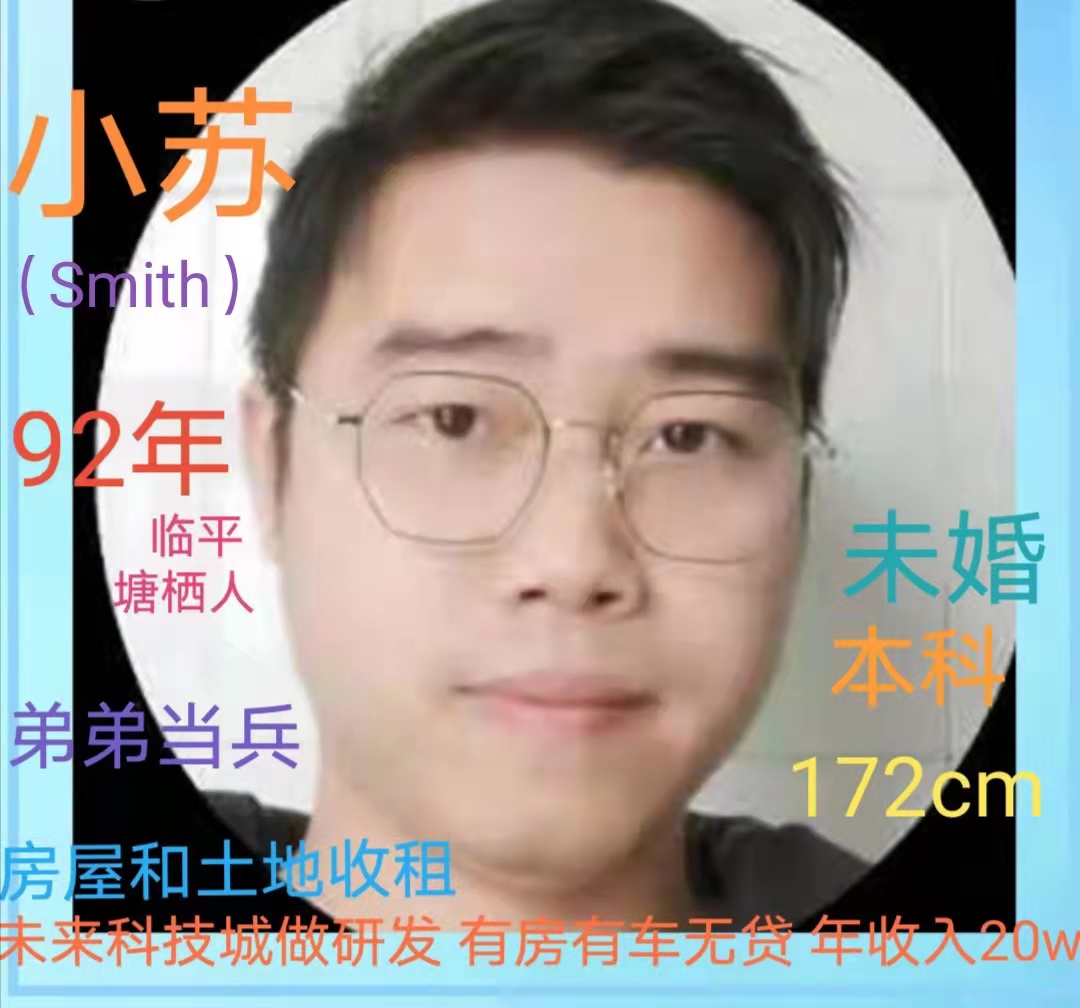 小苏
(Smith)
92年
临平
塘栖人
未婚
本科
弟弟当兵
172cm
房屋和土地收租
未来科技城做研发 有房有车无贷 年收入20w